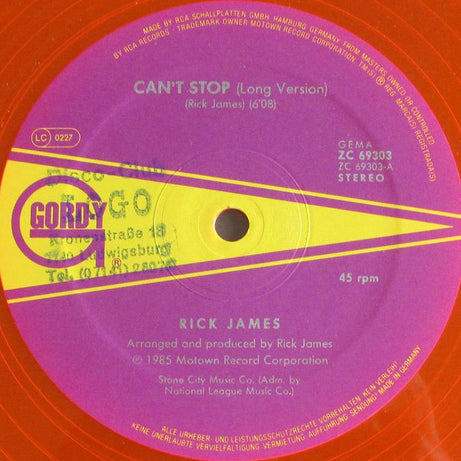 MADE BY RCA SCHALLPLATTEN GMBH HAMBURG, GERMANY, FROM MASTERS OWNED OR CONTROLLED
BY RCA RECORDS · TRADEMARK OWNER MOTOWN RECORD CORPORATION TM(S) ® REG. MARCA(S) REGISTRADA(S)
CAN'T STOP (Long Version)
(Rick James) (6'08)
LC 0227
GEMA
ZC 69303
ZC 69303-A
STEREO
Disco-Club
GO
GORDY
®
Kronenstraße 18
Ludwigsburg
Tel.
45 rpm
RICK JAMES
Arranged and produced by Rick James
℗ 1985 Motown Record Corporation
Stone City Music Co. (Adm. by
National League Music Co.)
ALLE URHEBER- UND LEISTUNGSSCHUTZRECHTE VORBEHALTEN. KEIN VERLEIH!
KEINE UNERLAUBTE VERVIELFÄLTIGUNG, VERMIETUNG, AUFFÜHRUNG, SENDUNG! MADE IN GERMANY